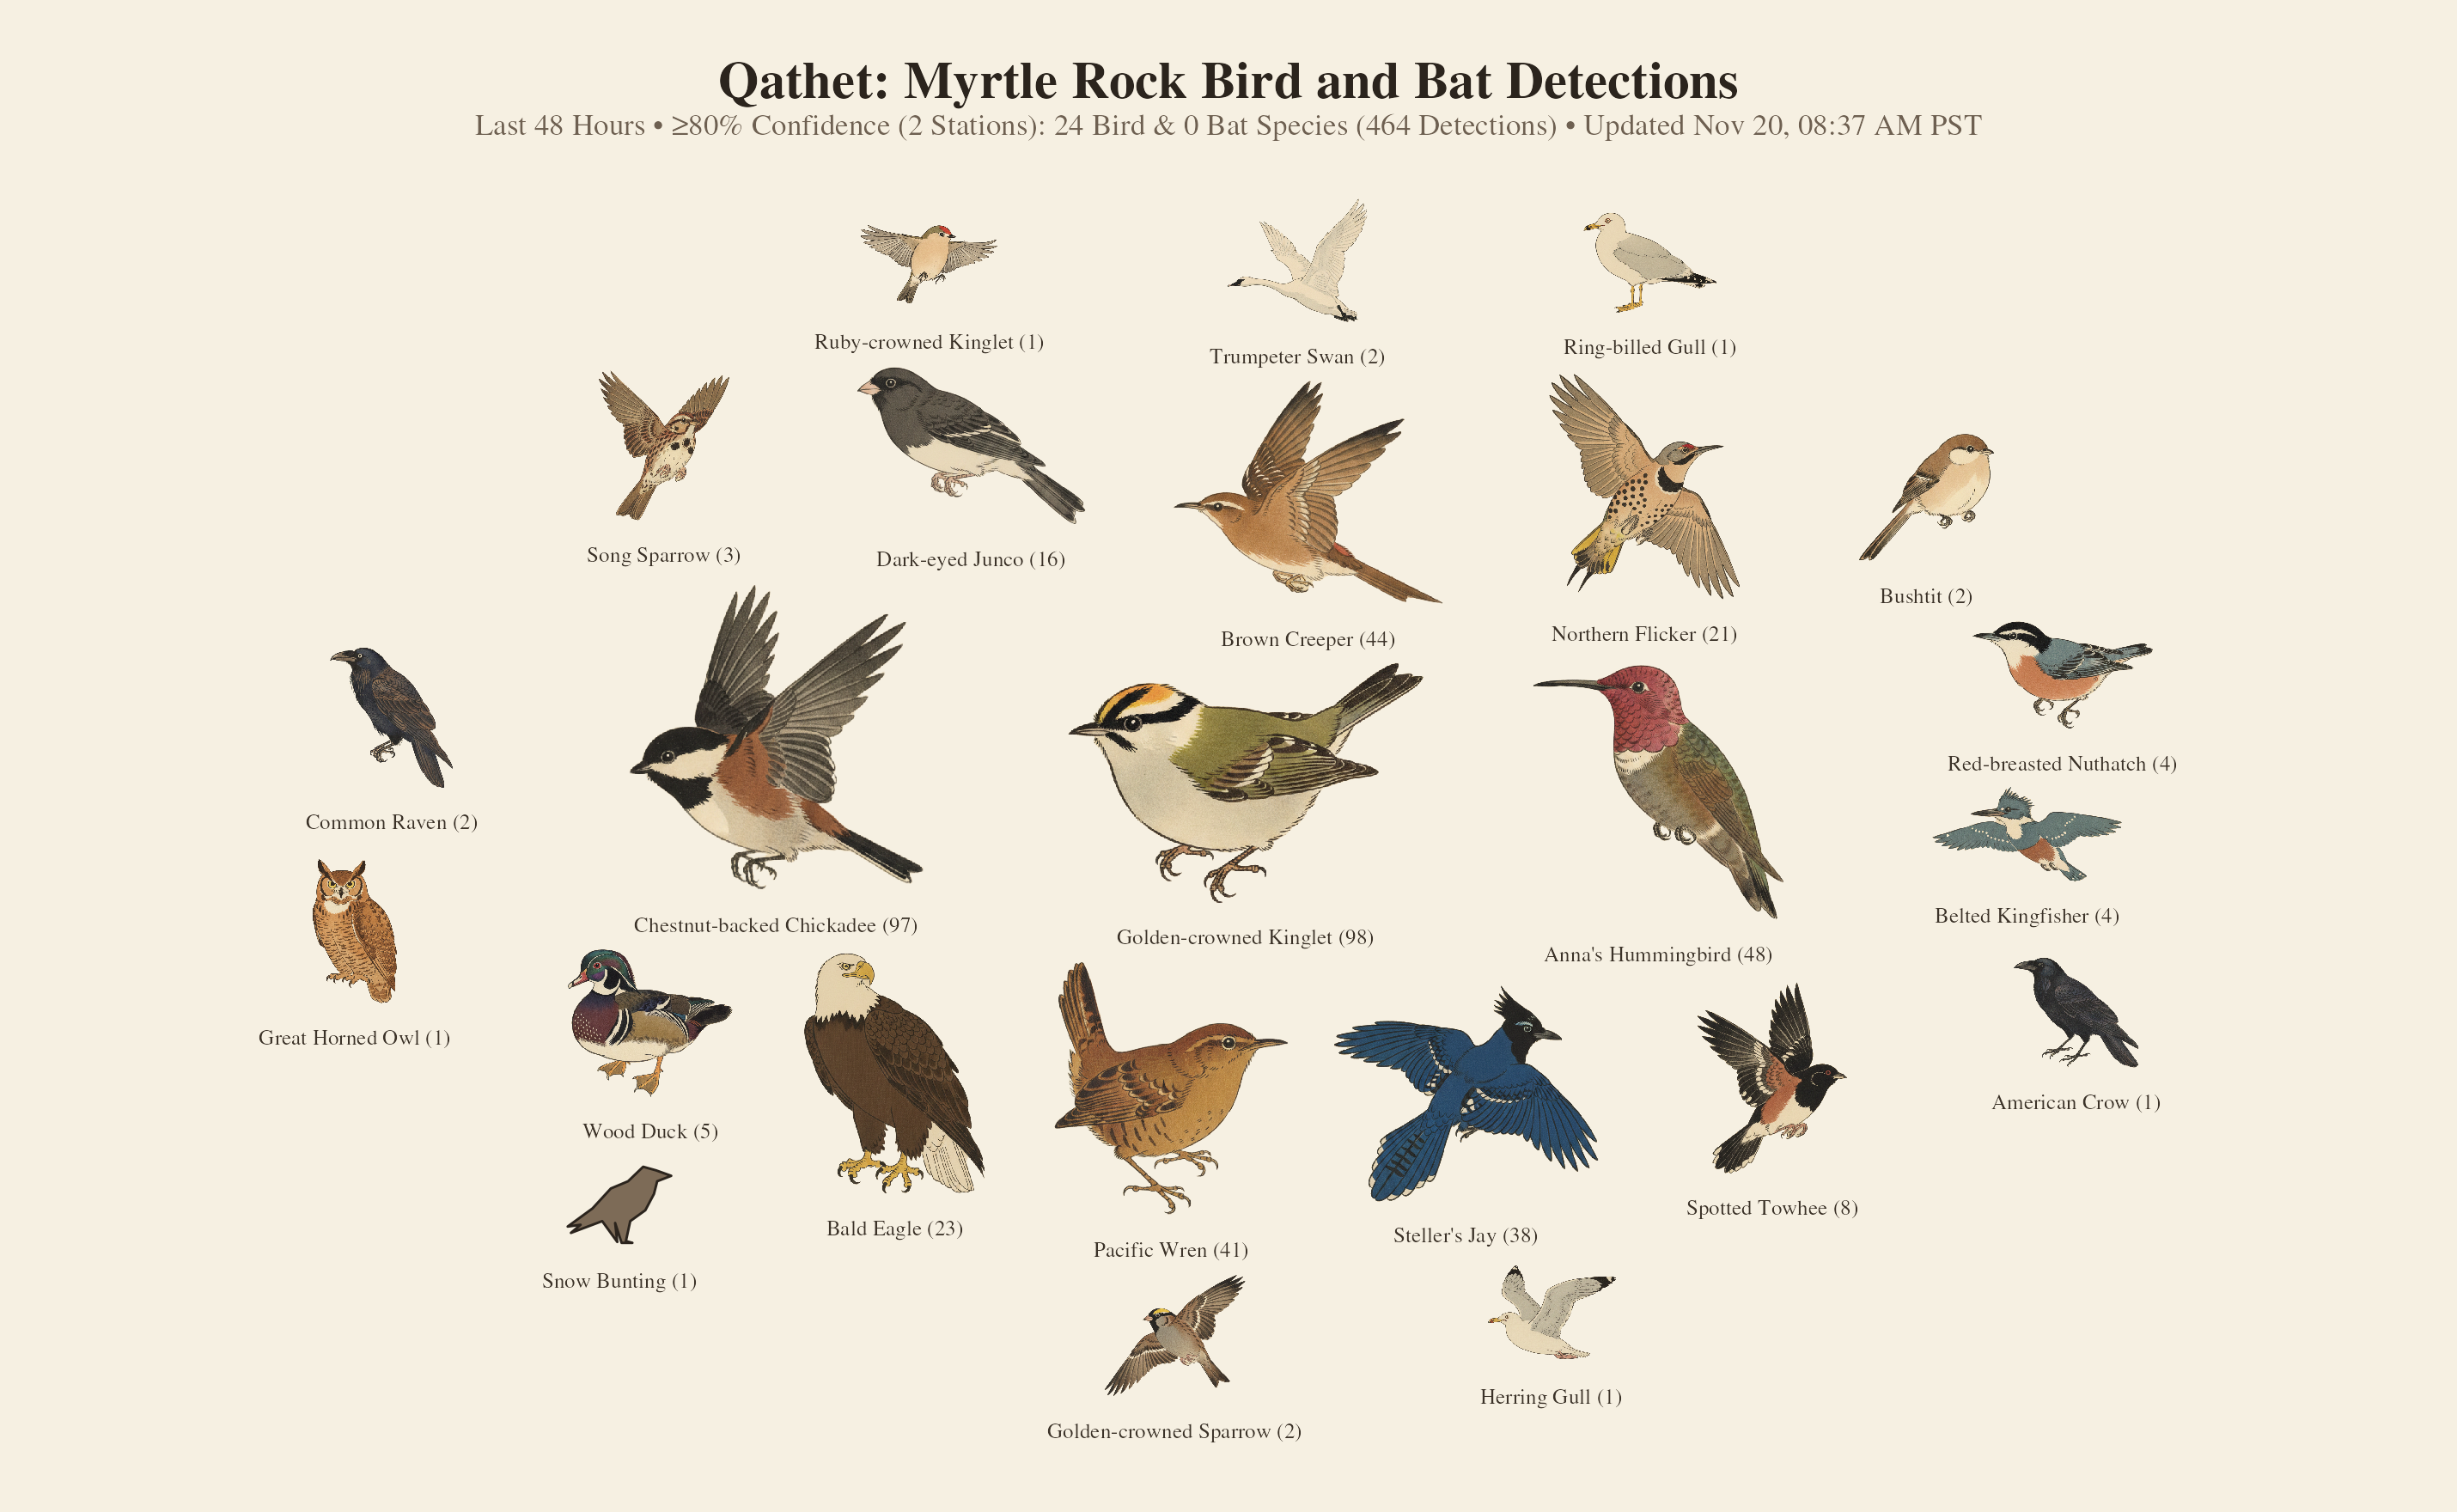 Qathet: Myrtle Rock Bird and Bat Detections
Last 48 Hours • ≥80% Confidence (2 Stations): 24 Bird & 0 Bat Species (464 Detections) • Updated Nov 20, 08:37 AM PST
Ruby-crowned Kinglet (1)
Trumpeter Swan (2)
Ring-billed Gull (1)
Song Sparrow (3)
Dark-eyed Junco (16)
Brown Creeper (44)
Northern Flicker (21)
Bushtit (2)
Common Raven (2)
Chestnut-backed Chickadee (97)
Golden-crowned Kinglet (98)
Anna's Hummingbird (48)
Red-breasted Nuthatch (4)
Belted Kingfisher (4)
Great Horned Owl (1)
Wood Duck (5)
Bald Eagle (23)
Pacific Wren (41)
Steller's Jay (38)
Spotted Towhee (8)
American Crow (1)
Snow Bunting (1)
Golden-crowned Sparrow (2)
Herring Gull (1)